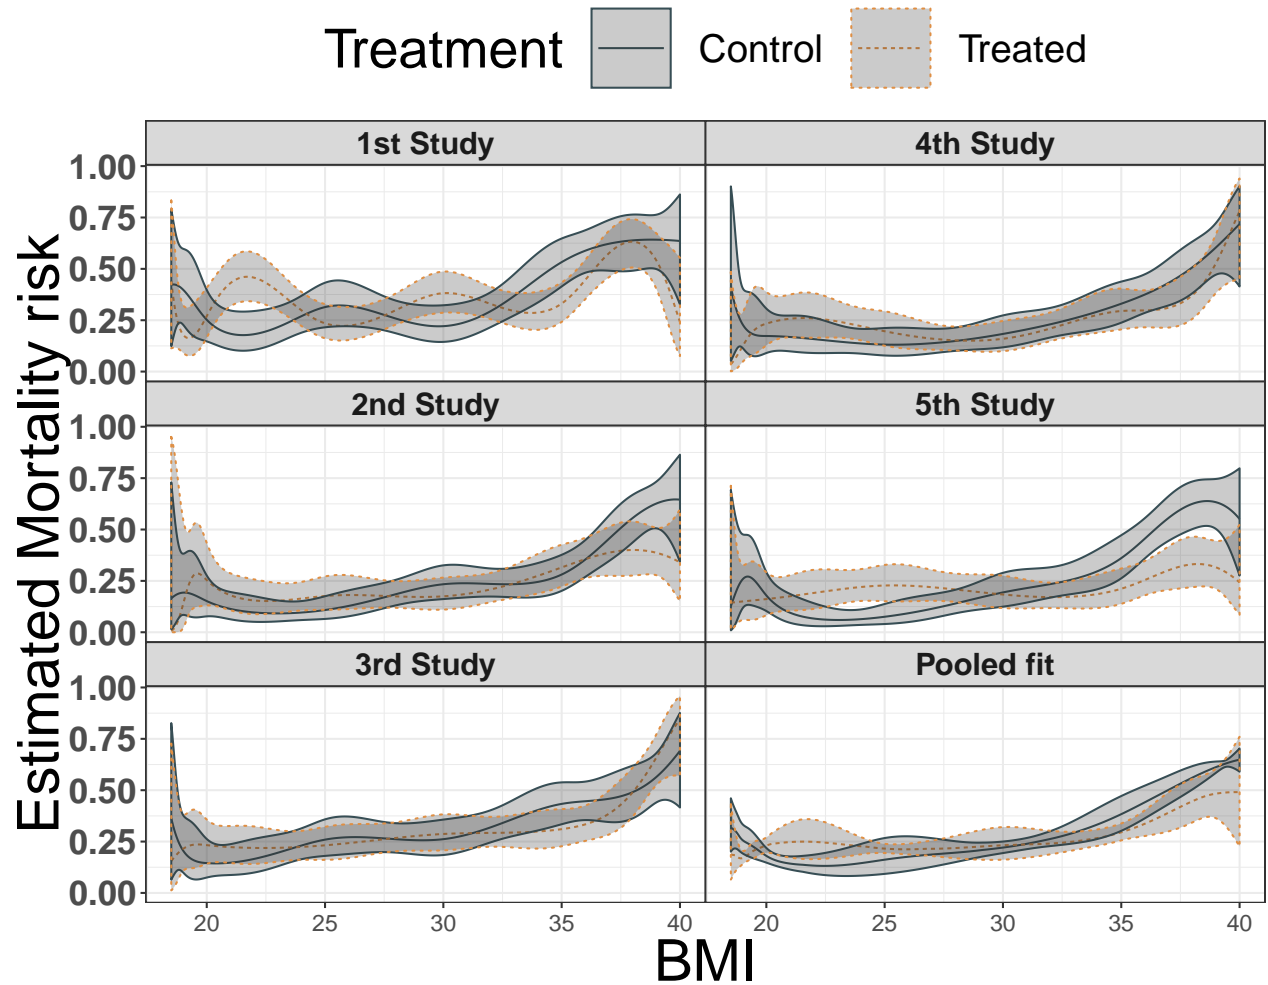 Treatment Control Treated
1st Study 4th Study
1.00
0.75
0.50
0.25
0.00
2nd Study 5th Study
1.00
0.75
0.50
0.25
0.00
3rd Study Pooled fit
1.00
0.75
0.50
0.25
0.00
20 25 30 35 40 20 25 30 35 40
BMI
Estimated Mortality risk